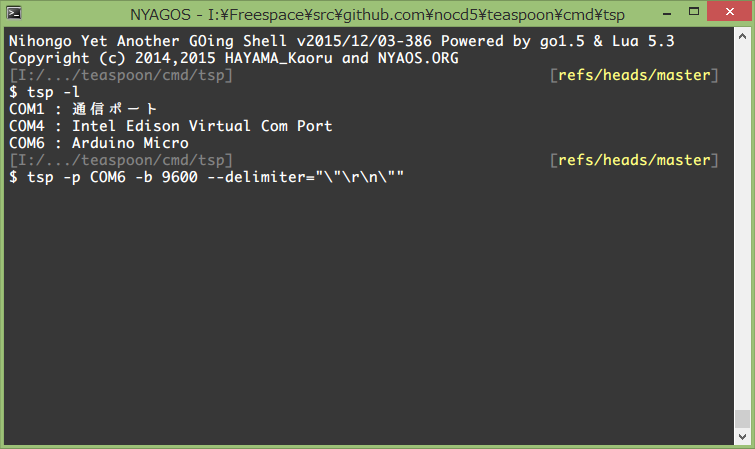 NYAGOS - I:¥Freespace¥src¥github.com¥nocd5¥teaspoon¥cmd¥tsp
Nihongo Yet Another GOing Shell v2015/12/03-386 Powered by go1.5 & Lua 5.3
Copyright (c) 2014,2015 HAYAMA_Kaoru and NYAOS.ORG
[I:/.../teaspoon/cmd/tsp] [refs/heads/master]
$ tsp -l
COM1 : 通信ポート
COM4 : Intel Edison Virtual Com Port
COM6 : Arduino Micro
[I:/.../teaspoon/cmd/tsp] [refs/heads/master]
$ tsp -p COM6 -b 9600 --delimiter="\"\r\n\""